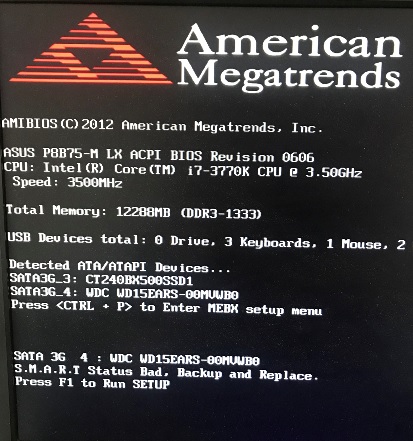 American
Megatrends
AMIBIOS(C)2012 American Megatrends, Inc.
ASUS P8B75-M LX ACPI BIOS Revision 0606
CPU: Intel(R) Core(TM) i7-3770K CPU @ 3.50GHz
Speed: 3500MHz
Total Memory: 12288MB (DDR3-1333)
USB Devices total: 0 Drive, 3 Keyboards, 1 Mouse, 2
Detected ATA/ATAPI Devices...
SATA3G_3: CT240BX500SSD1
SATA3G_4: WDC WD15EARS-00MVWB0
Press <CTRL + P> to Enter MEBX setup menu
SATA 3G 4 : WDC WD15EARS-00MVWB0
S.M.A.R.T Status Bad, Backup and Replace.
Press F1 to Run SETUP